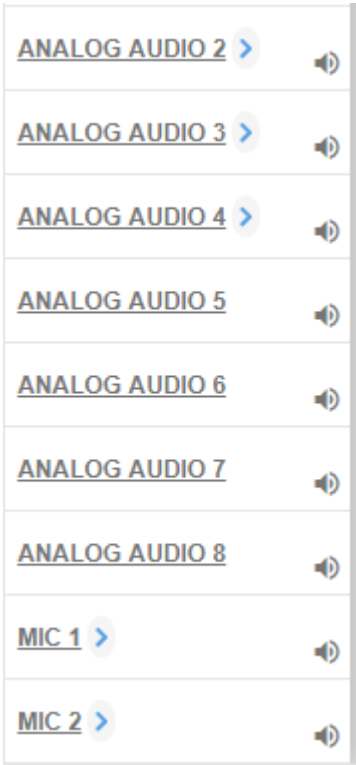 ANALOG AUDIO 2
ANALOG AUDIO 3
ANALOG AUDIO 4
ANALOG AUDIO 5
ANALOG AUDIO 6
ANALOG AUDIO 7
ANALOG AUDIO 8
MIC 1
MIC 2